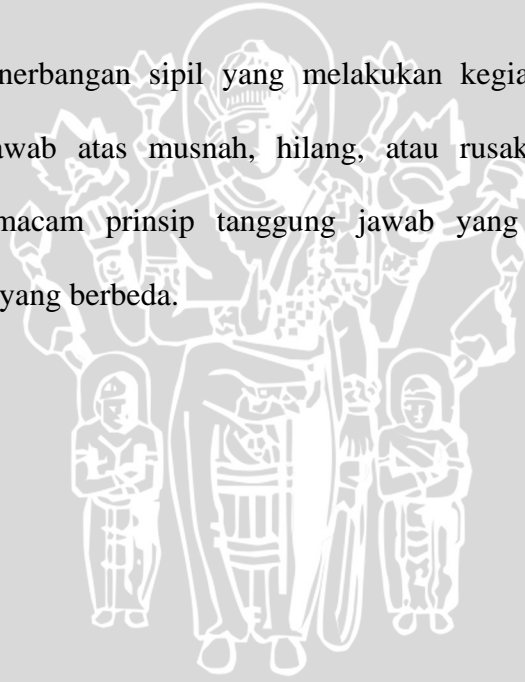 nerbangan sipil yang melakukan kegia
awab atas musnah, hilang, atau rusak
macam prinsip tanggung jawab yang
yang berbeda.